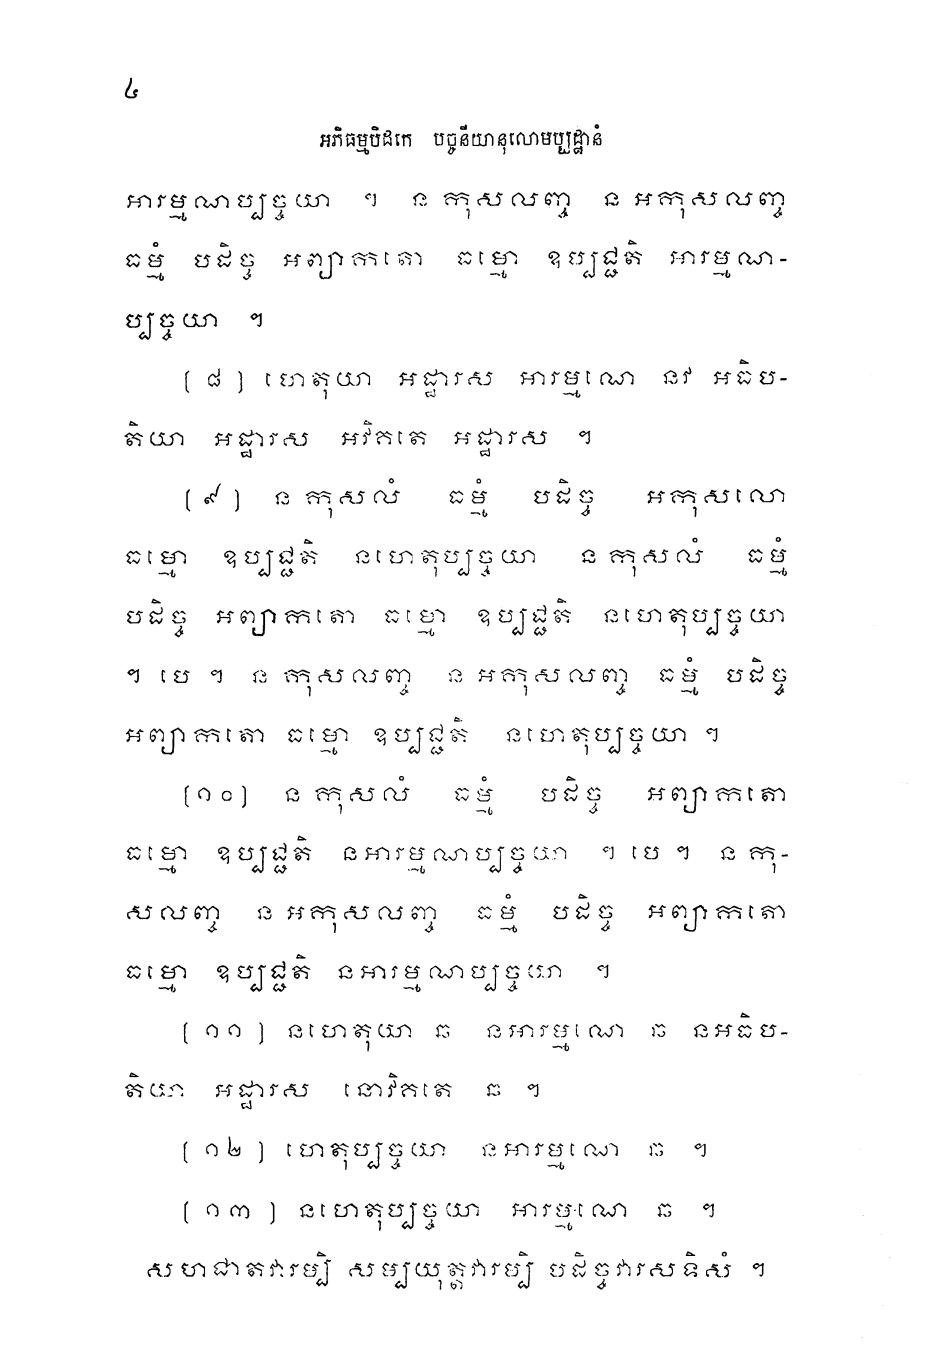 ៤
អភិធម្មបិដកេ បច្ចនីយានុលោមប្បដ្ឋានំ
អារម្មណប្បច្ចយា ។ ន កុសលញ្ច ន អកុសលញ្ច
ធម្មំ បដិច្ច អព្យាកតោ ធម្មោ ឧប្បជ្ជតិ អារម្មណ-
ប្បច្ចយា ។
(៨) ហេតុយា អដ្ឋារស អារម្មណេ នវ អធិប-
តិយា អដ្ឋារស អវិកតេ អដ្ឋារស ។
(៩) ន កុសលំ ធម្មំ បដិច្ច អកុសលោ
ធម្មោ ឧប្បជ្ជតិ នហេតុប្បច្ចយា ន កុសលំ ធម្មំ
បដិច្ច អព្យាកតោ ធម្មោ ឧប្បជ្ជតិ នហេតុប្បច្ចយា
។ បេ ។ ន កុសលញ្ច ន អកុសលញ្ច ធម្មំ បដិច្ច
អព្យាកតោ ធម្មោ ឧប្បជ្ជតិ នហេតុប្បច្ចយា ។
(១០) ន កុសលំ ធម្មំ បដិច្ច អព្យាកតោ
ធម្មោ ឧប្បជ្ជតិ នអារម្មណប្បច្ចយា ។ បេ ។ ន កុ-
សលញ្ច ន អកុសលញ្ច ធម្មំ បដិច្ច អព្យាកតោ
ធម្មោ ឧប្បជ្ជតិ នអារម្មណប្បច្ចយា ។
(១១) នហេតុយា ឆ នអារម្មណេ ឆ នអធិប-
តិយា អដ្ឋារស នោវិកតេ ឆ ។
(១២) ហេតុប្បច្ចយា នអារម្មណេ ឆ ។
(១៣) នហេតុប្បច្ចយា អារម្មណេ ឆ ។
សហជាតវារម្បិ សម្បយុត្តវារម្បិ បដិច្ចវារសទិសំ ។